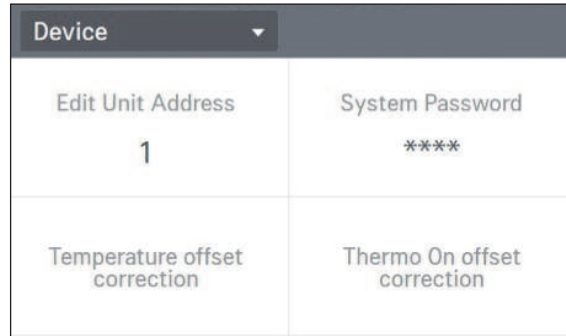 Device
Edit Unit Address
1
System Password
****
Temperature offset
correction
Thermo On offset
correction